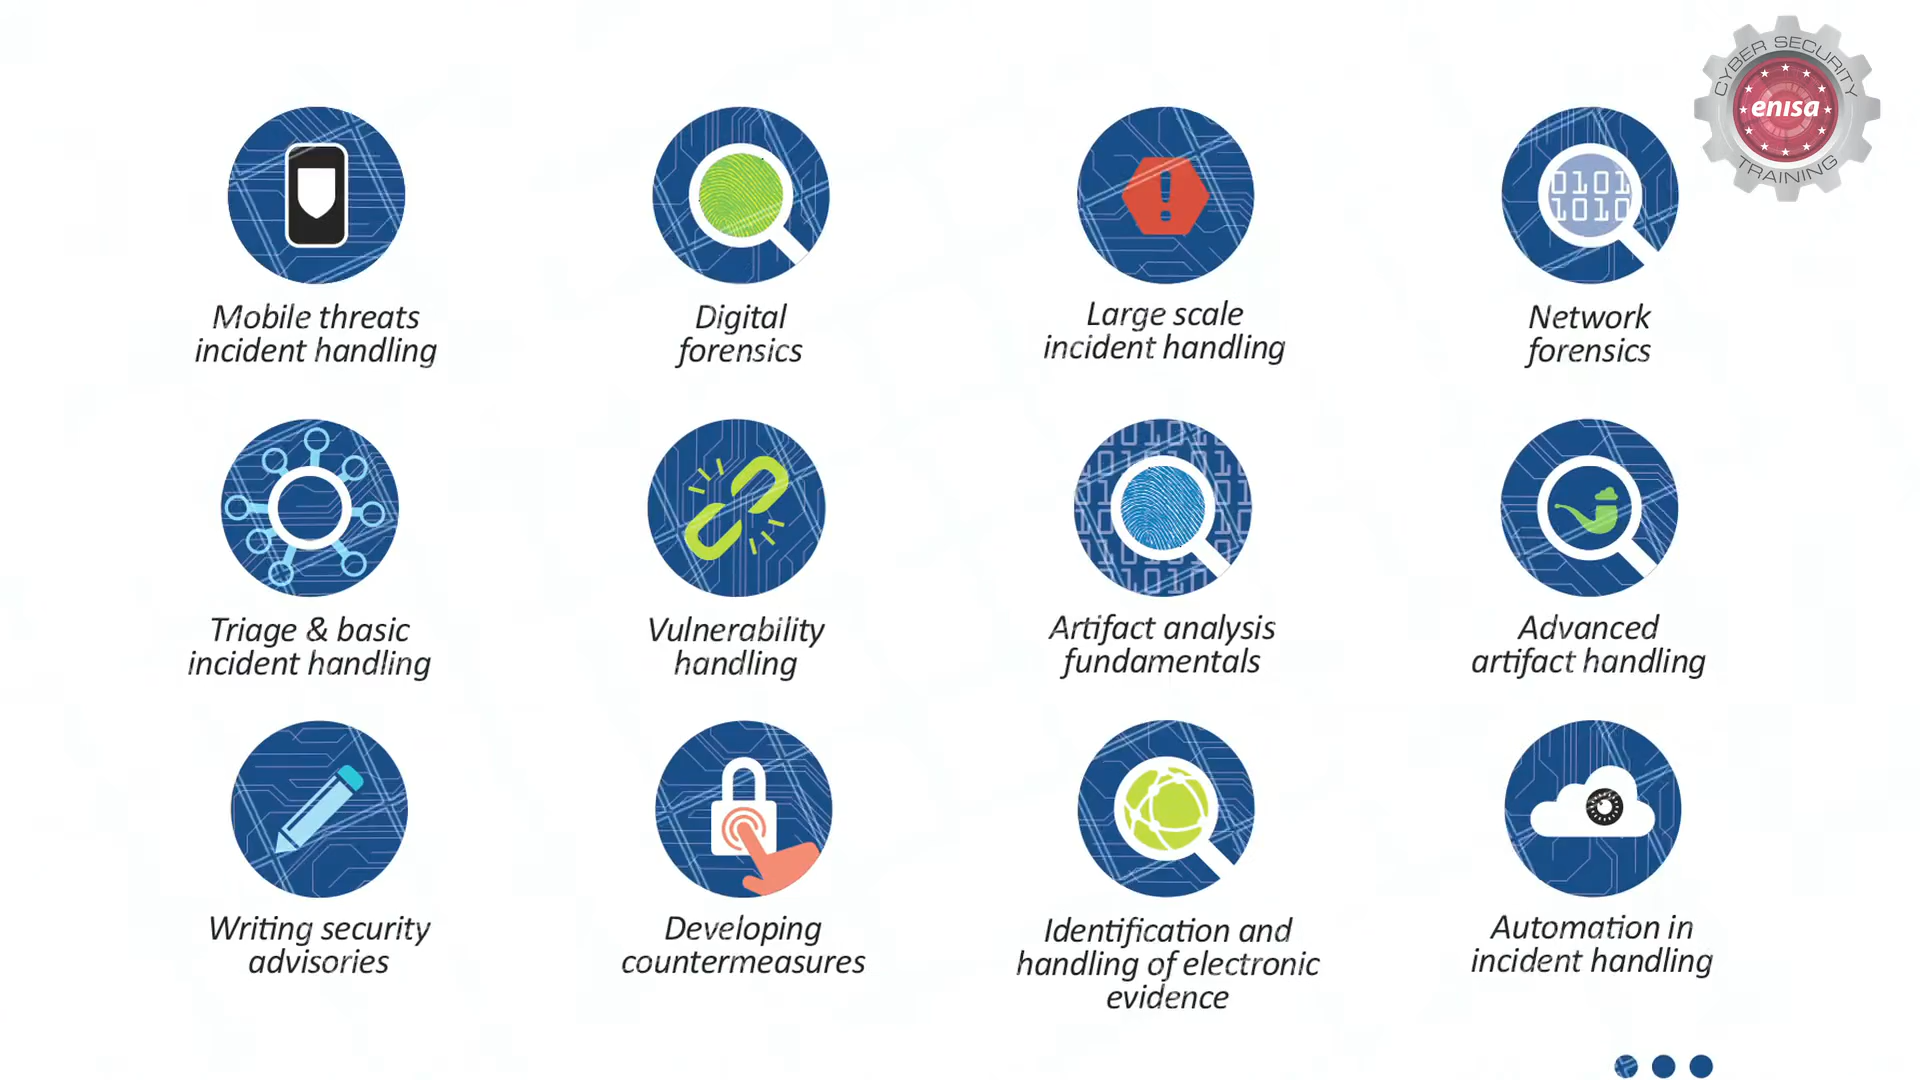 CYBER SECURITY
enisa
TRAINING
0101
1010
Mobile threats
incident handling
Digital
forensics
Large scale
incident handling
Network
forensics
Triage & basic
incident handling
Vulnerability
handling
Artifact analysis
fundamentals
Advanced
artifact handling
Writing security
advisories
Developing
countermeasures
Identification and
handling of electronic
evidence
Automation in
incident handling